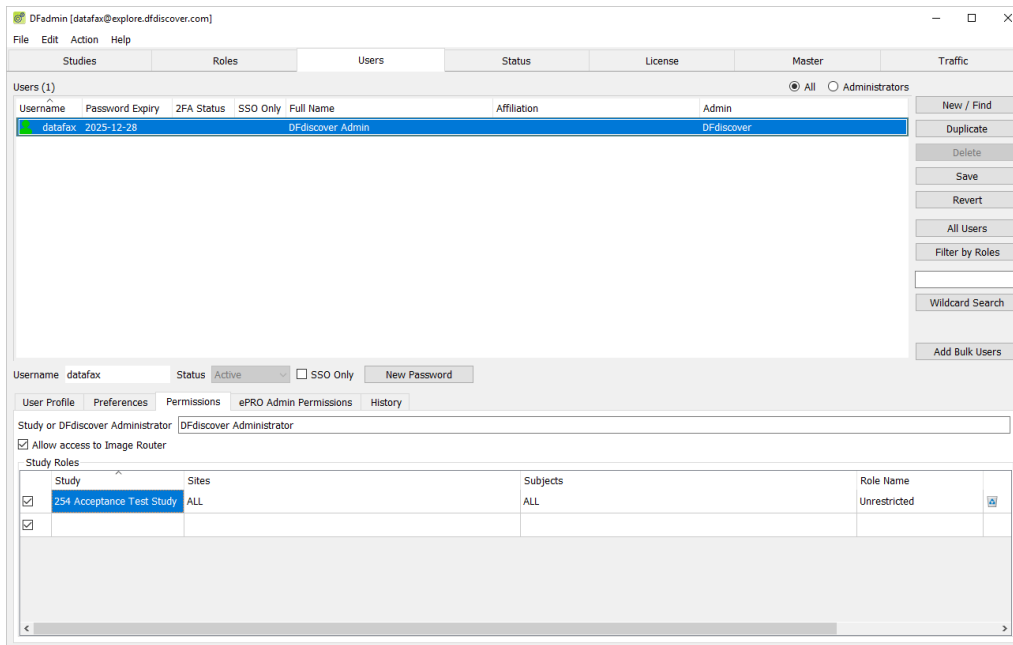 DFadmin [datafax@explore.dfdiscover.com]
File Edit Action Help
Studies Roles Users Status License Master Traffic
Users (1) All Administrators
Username Password Expiry 2FA Status SSO Only Full Name Affiliation Admin
datafax 2025-12-28 DFdiscover Admin DFdiscover
New / Find
Duplicate
Delete
Save
Revert
All Users
Filter by Roles
Wildcard Search
Add Bulk Users
Username datafax Status Active SSO Only New Password
User Profile Preferences Permissions ePRO Admin Permissions History
Study or DFdiscover Administrator DFdiscover Administrator
Allow access to Image Router
Study Roles
Study Sites Subjects Role Name
254 Acceptance Test Study ALL ALL Unrestricted